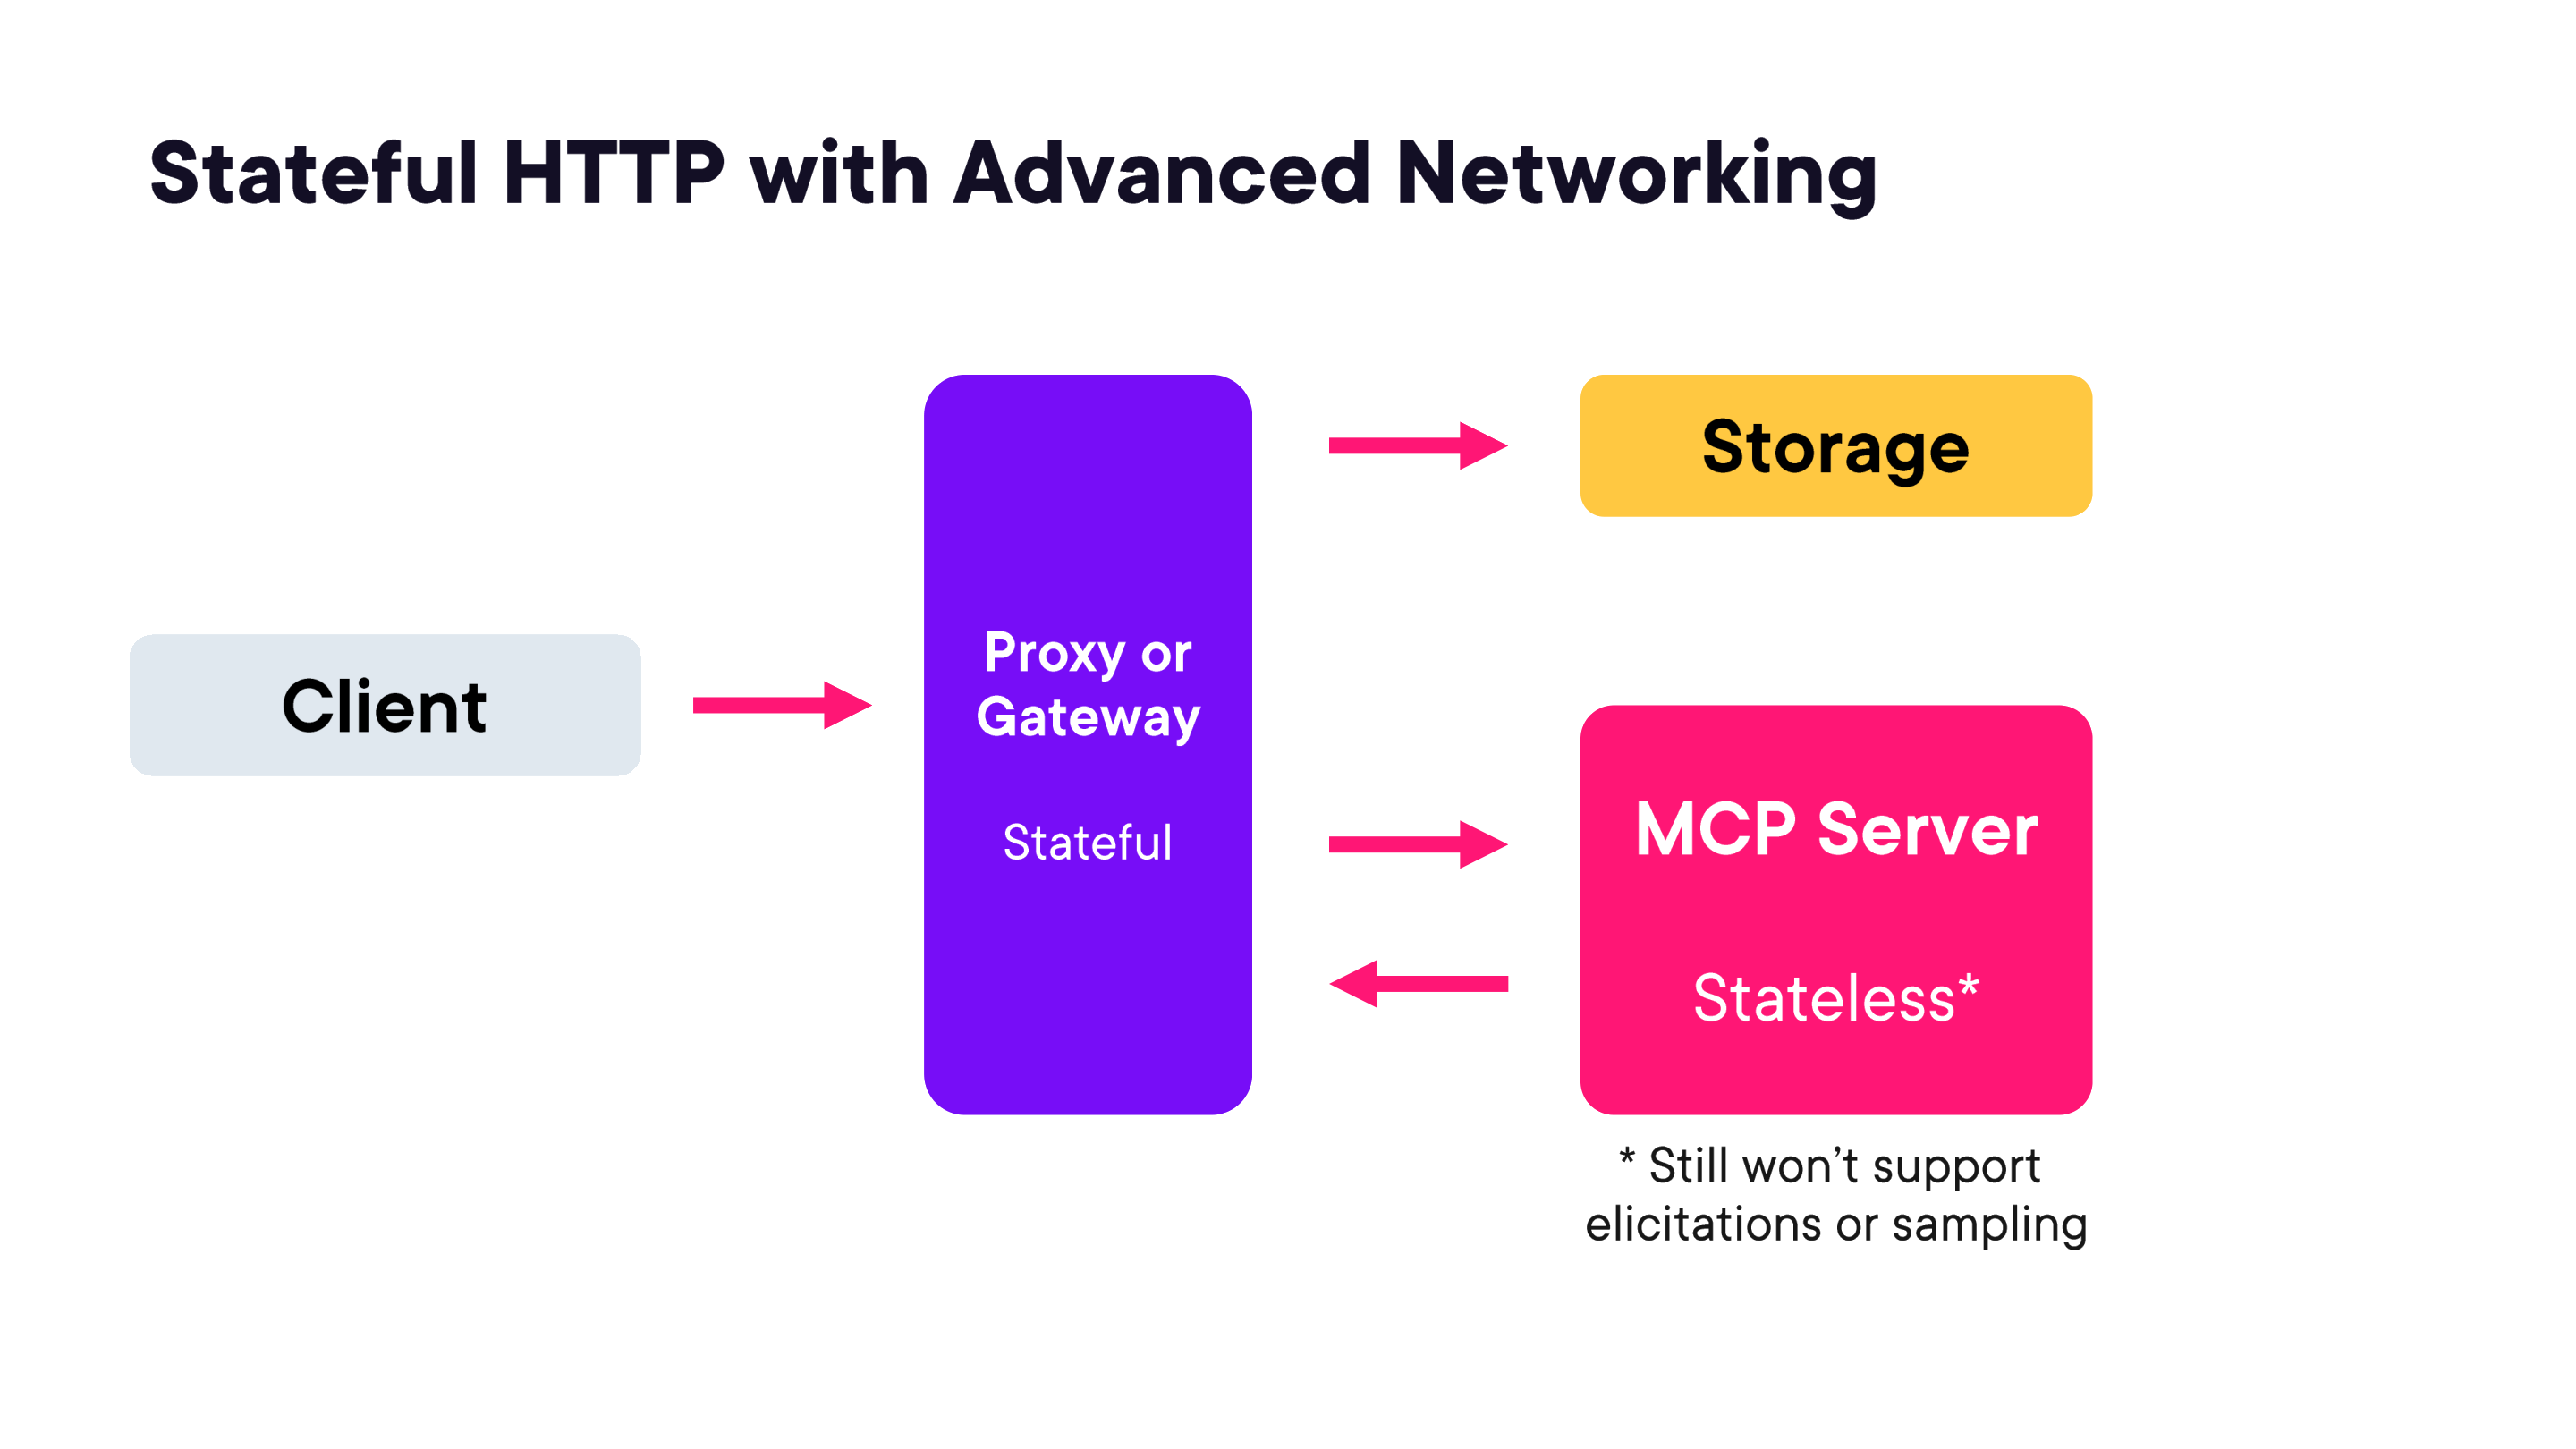 Stateful HTTP with Advanced Networking
Client
Proxy or
Gateway
Stateful
Storage
MCP Server
Stateless*
* Still won’t support
elicitations or sampling